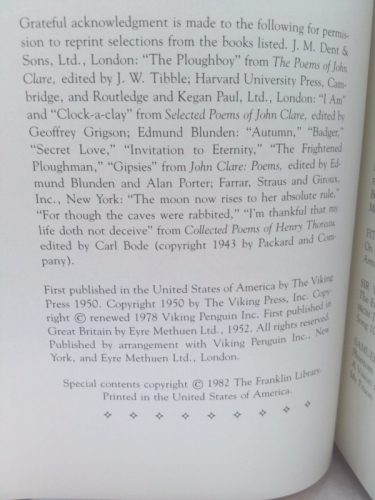 Grateful acknowledgment is made to the following for permis-
sion to reprint selections from the books listed. J. M. Dent &
Sons, Ltd., London: "The Ploughboy" from The Poems of John
Clare, edited by J. W. Tibble; Harvard University Press, Cam-
bridge, and Routledge and Kegan Paul, Ltd., London: "I Am"
and "Clock-a-clay" from Selected Poems of John Clare, edited by
Geoffrey Grigson; Edmund Blunden: "Autumn," "Badger,"
"Secret Love," "Invitation to Eternity," "The Frightened
Ploughman," "Gipsies" from John Clare: Poems, edited by Ed-
mund Blunden and Alan Porter; Farrar, Straus and Giroux,
Inc., New York: "The moon now rises to her absolute rule,"
"For though the caves were rabbited," "I'm thankful that my
life doth not deceive" from Collected Poems of Henry Thoreau,
edited by Carl Bode (copyright 1943 by Packard and Com-
pany).
First published in the United States of America by The Viking
Press 1950. Copyright 1950 by The Viking Press, Inc. Copy-
right © renewed 1978 Viking Penguin Inc. First published in
Great Britain by Eyre Methuen Ltd., 1952. All rights reserved.
Published by arrangement with Viking Penguin Inc., New
York, and Eyre Methuen Ltd., London.
Special contents copyright © 1982 The Franklin Library.
Printed in the United States of America.